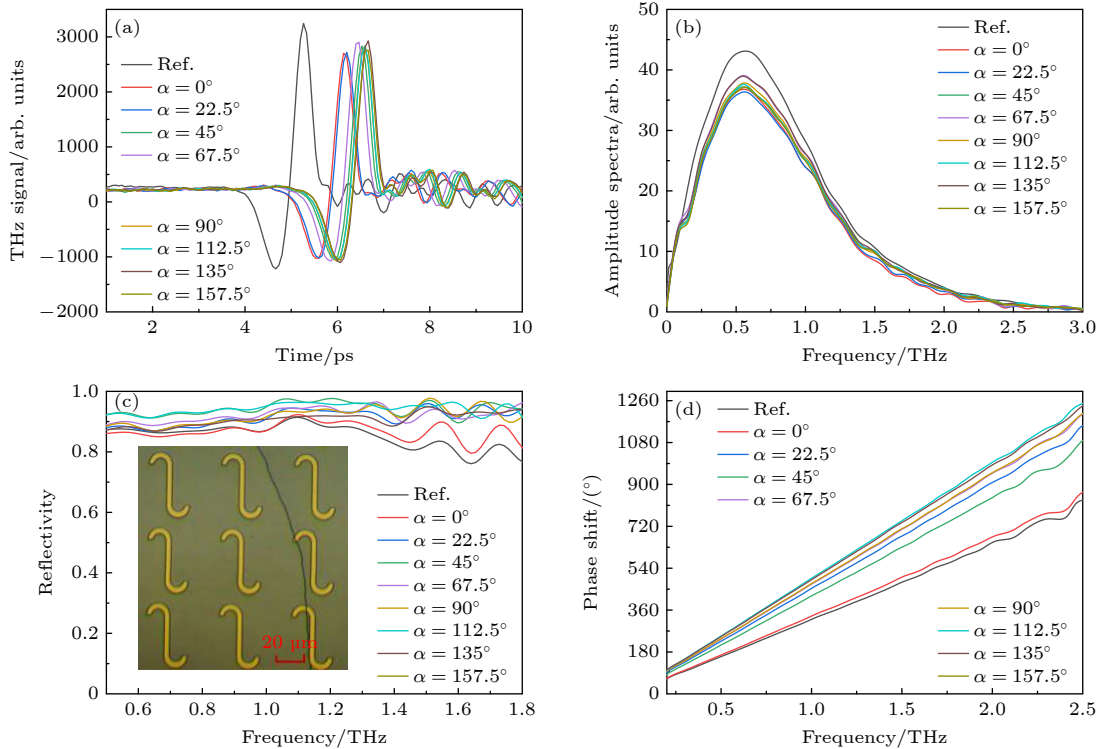 (a)
3000
2000
1000
0
−1000
−2000
2
4
6
8
10
THz signal/arb. units
Time/ps
Ref.
α = 0°
α = 22.5°
α = 45°
α = 67.5°
α = 90°
α = 112.5°
α = 135°
α = 157.5°
(b)
50
40
30
20
10
0
0
0.5
1.0
1.5
2.0
2.5
3.0
Amplitude spectra/arb. units
Frequency/THz
Ref.
α = 0°
α = 22.5°
α = 45°
α = 67.5°
α = 90°
α = 112.5°
α = 135°
α = 157.5°
(c)
1.0
0.8
0.6
0.4
0.2
0
0.6
0.8
1.0
1.2
1.4
1.6
1.8
Reflectivity
Frequency/THz
20 μm
Ref.
α = 0°
α = 22.5°
α = 45°
α = 67.5°
α = 90°
α = 112.5°
α = 135°
α = 157.5°
(d)
1260
1080
900
720
540
360
180
0
0.5
1.0
1.5
2.0
2.5
Phase shift/(°)
Frequency/THz
Ref.
α = 0°
α = 22.5°
α = 45°
α = 67.5°
α = 90°
α = 112.5°
α = 135°
α = 157.5°